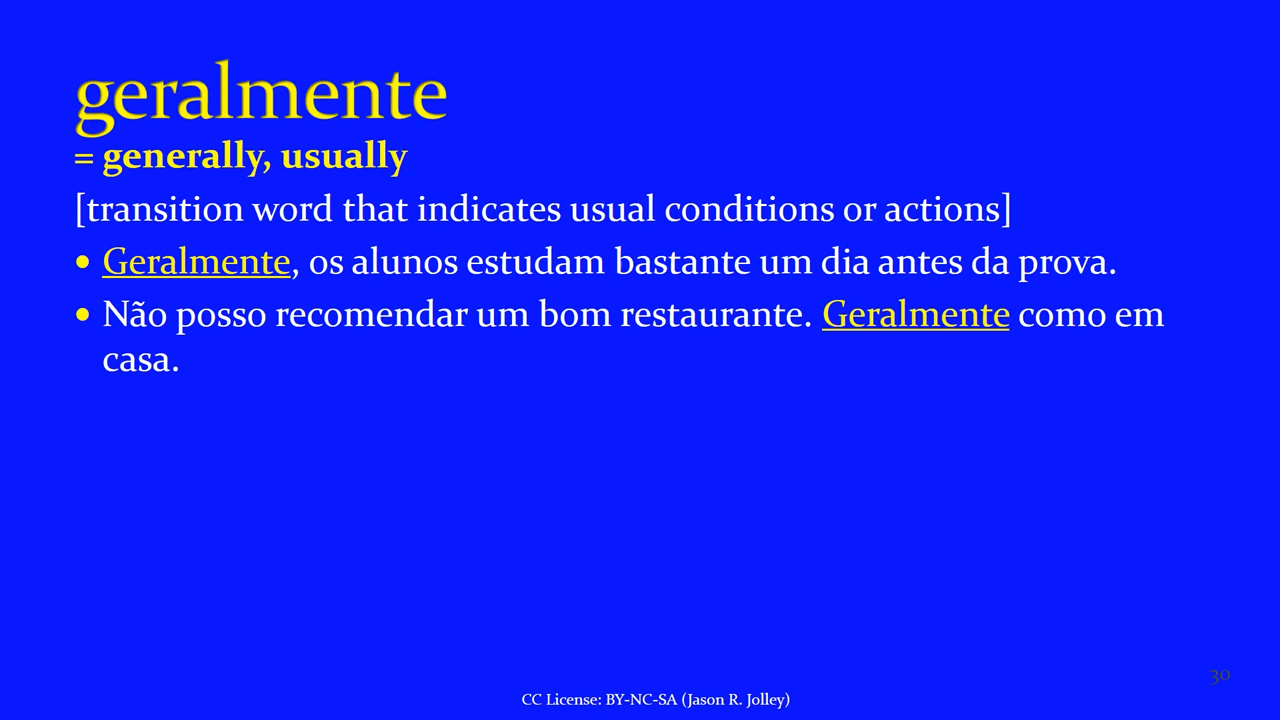 geralmente
= generally, usually
[transition word that indicates usual conditions or actions]
• Geralmente, os alunos estudam bastante um dia antes da prova.
• Não posso recomendar um bom restaurante. Geralmente como em
casa.
30
CC License: BY-NC-SA (Jason R. Jolley)